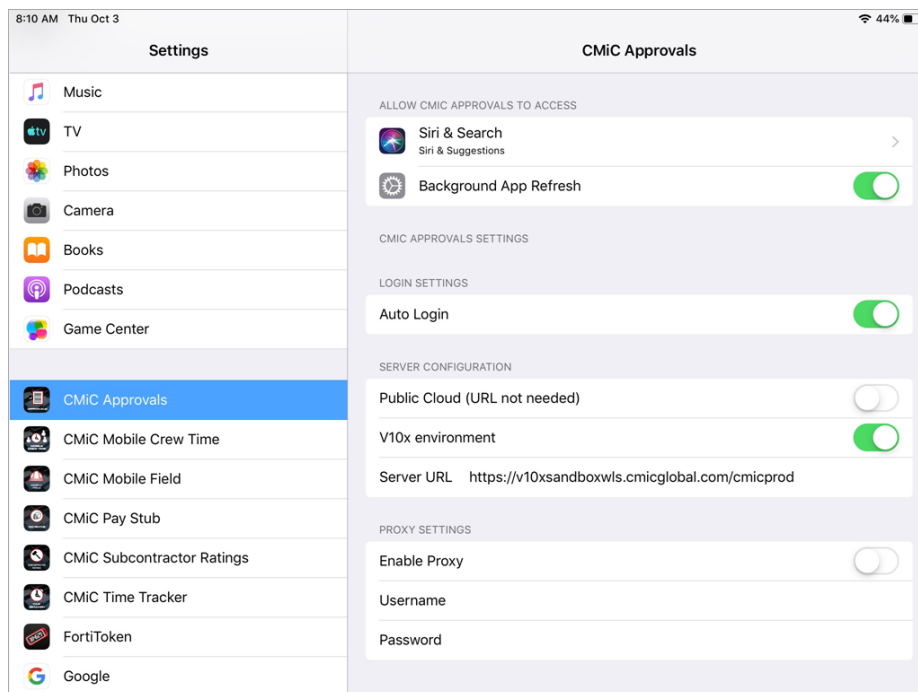 8:10 AM Thu Oct 3
44%
Settings
Music
TV
Photos
Camera
Books
Podcasts
Game Center
CMiC Approvals
CMiC Mobile Crew Time
CMiC Mobile Field
CMiC Pay Stub
CMiC Subcontractor Ratings
CMiC Time Tracker
FortiToken
Google
CMiC Approvals
ALLOW CMIC APPROVALS TO ACCESS
Siri & Search
Siri & Suggestions
Background App Refresh
CMIC APPROVALS SETTINGS
LOGIN SETTINGS
Auto Login
SERVER CONFIGURATION
Public Cloud (URL not needed)
V10x environment
Server URL https://v10xsandboxwls.cmicglobal.com/cmicprod
PROXY SETTINGS
Enable Proxy
Username
Password